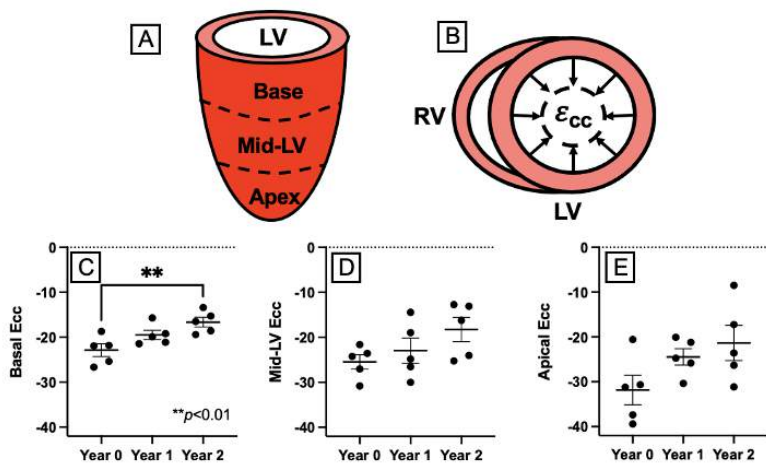 A
LV
Base
Mid-LV
Apex
B
RV
εcc
LV
C
Basal Ecc
0
-10
-20
-30
-40
**
**p<0.01
Year 0 Year 1 Year 2
D
Mid-LV Ecc
0
-10
-20
-30
-40
Year 0 Year 1 Year 2
E
Apical Ecc
0
-10
-20
-30
-40
Year 0 Year 1 Year 2